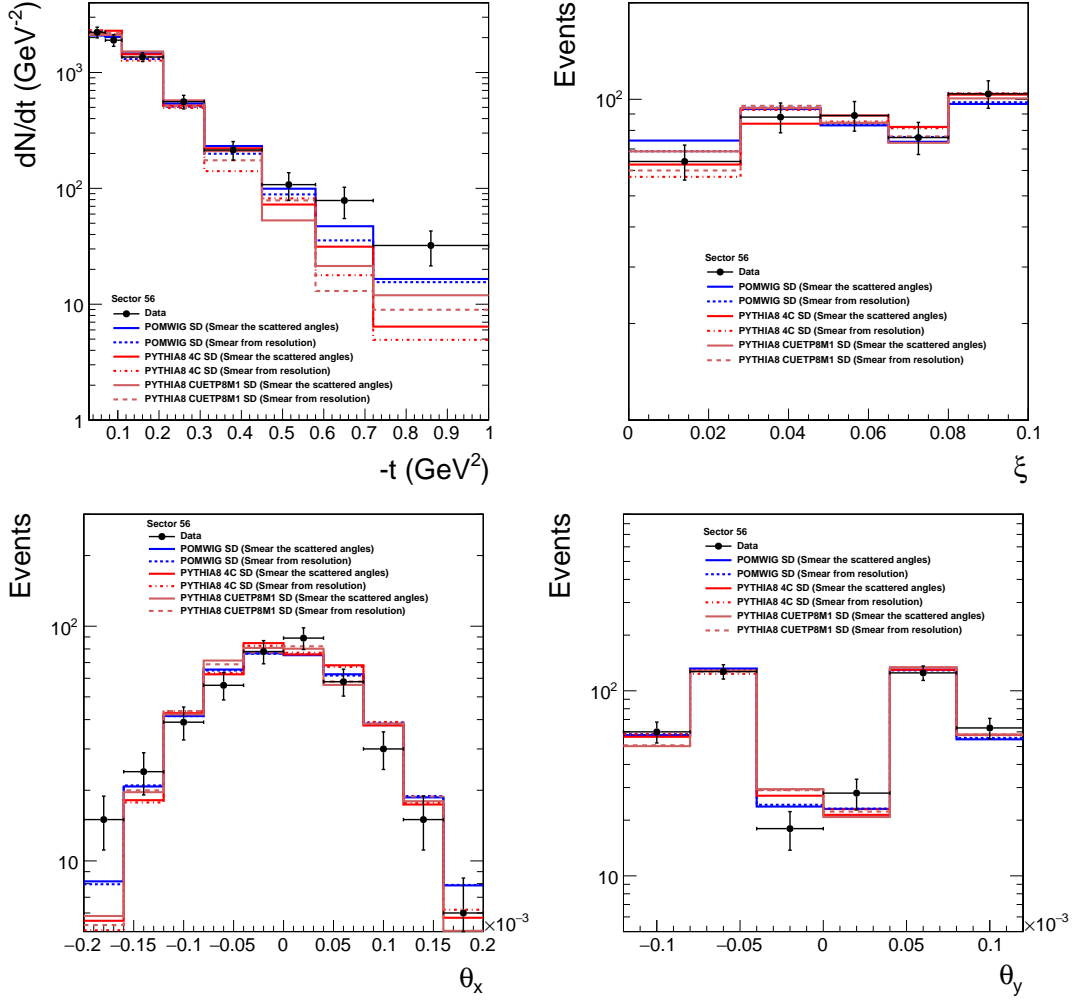 dN/dt (GeV⁻²)
10³
10²
10
1
Sector 56
Data
POMWIG SD (Smear the scattered angles)
POMWIG SD (Smear from resolution)
PYTHIA8 4C SD (Smear the scattered angles)
PYTHIA8 4C SD (Smear from resolution)
PYTHIA8 CUETP8M1 SD (Smear the scattered angles)
PYTHIA8 CUETP8M1 SD (Smear from resolution)
0.1 0.2 0.3 0.4 0.5 0.6 0.7 0.8 0.9 1
-t (GeV²)
Events
10²
Sector 56
Data
POMWIG SD (Smear the scattered angles)
POMWIG SD (Smear from resolution)
PYTHIA8 4C SD (Smear the scattered angles)
PYTHIA8 4C SD (Smear from resolution)
PYTHIA8 CUETP8M1 SD (Smear the scattered angles)
PYTHIA8 CUETP8M1 SD (Smear from resolution)
0 0.02 0.04 0.06 0.08 0.1
ξ
Events
Sector 56
Data
POMWIG SD (Smear the scattered angles)
POMWIG SD (Smear from resolution)
PYTHIA8 4C SD (Smear the scattered angles)
PYTHIA8 4C SD (Smear from resolution)
PYTHIA8 CUETP8M1 SD (Smear the scattered angles)
PYTHIA8 CUETP8M1 SD (Smear from resolution)
10²
10
×10⁻³
−0.2 −0.15 −0.1 −0.05 0 0.05 0.1 0.15 0.2
θx
Events
Sector 56
Data
POMWIG SD (Smear the scattered angles)
POMWIG SD (Smear from resolution)
PYTHIA8 4C SD (Smear the scattered angles)
PYTHIA8 4C SD (Smear from resolution)
PYTHIA8 CUETP8M1 SD (Smear the scattered angles)
PYTHIA8 CUETP8M1 SD (Smear from resolution)
10²
10
×10⁻³
−0.1 −0.05 0 0.05 0.1
θy